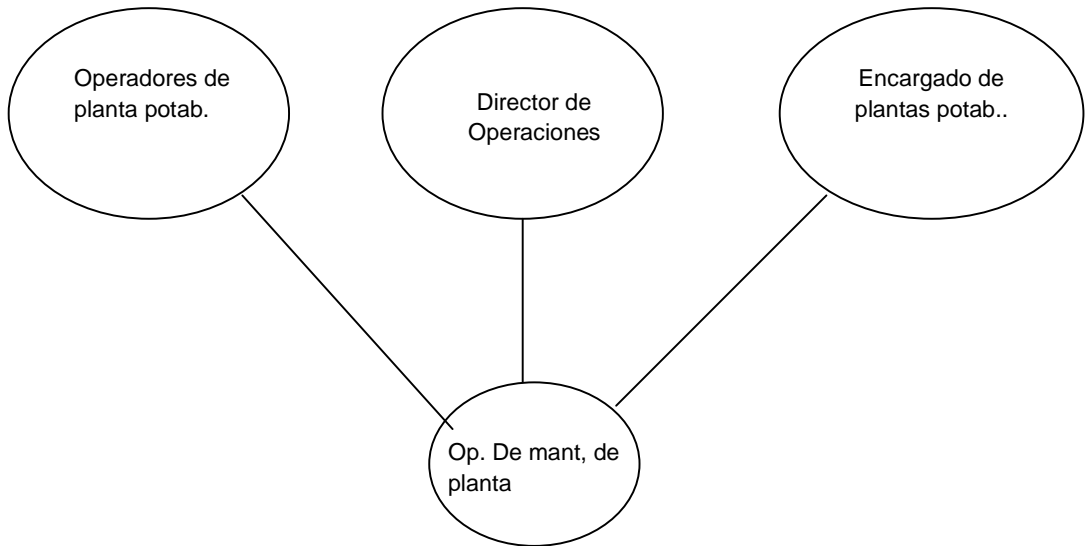 Operadores de
planta potab.
Director de
Operaciones
Encargado de
plantas potab..
Op. De mant, de
planta